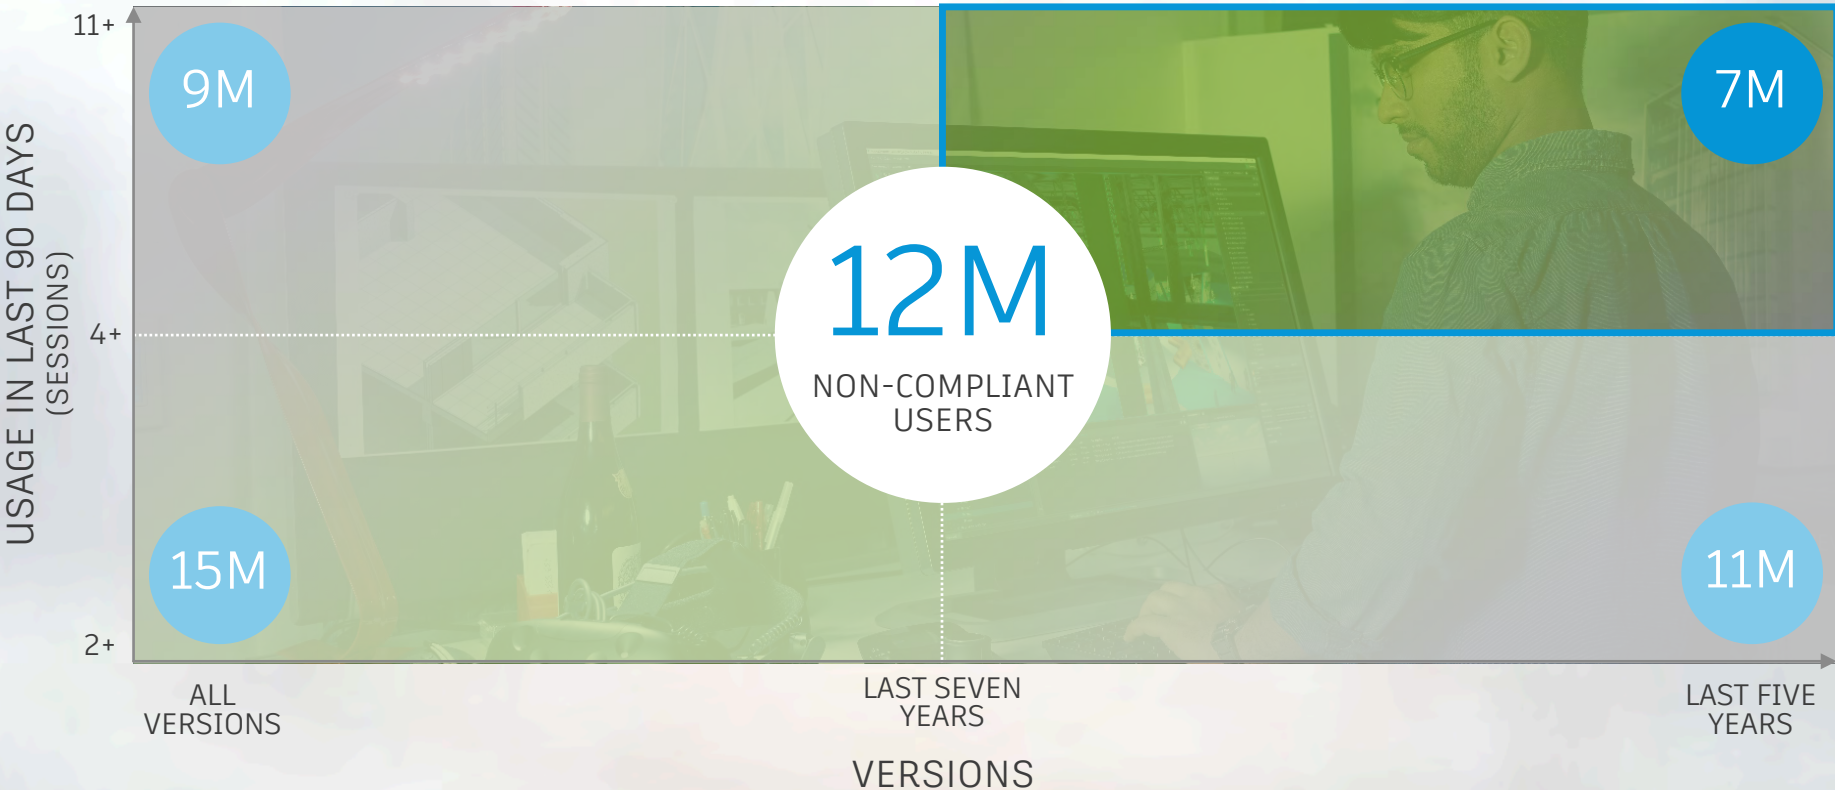 11+
9M
7M
USAGE IN LAST 90 DAYS
(SESSIONS)
4+
12M
NON-COMPLIANT
USERS
15M
11M
2+
ALL
VERSIONS
LAST SEVEN
YEARS
LAST FIVE
YEARS
VERSIONS